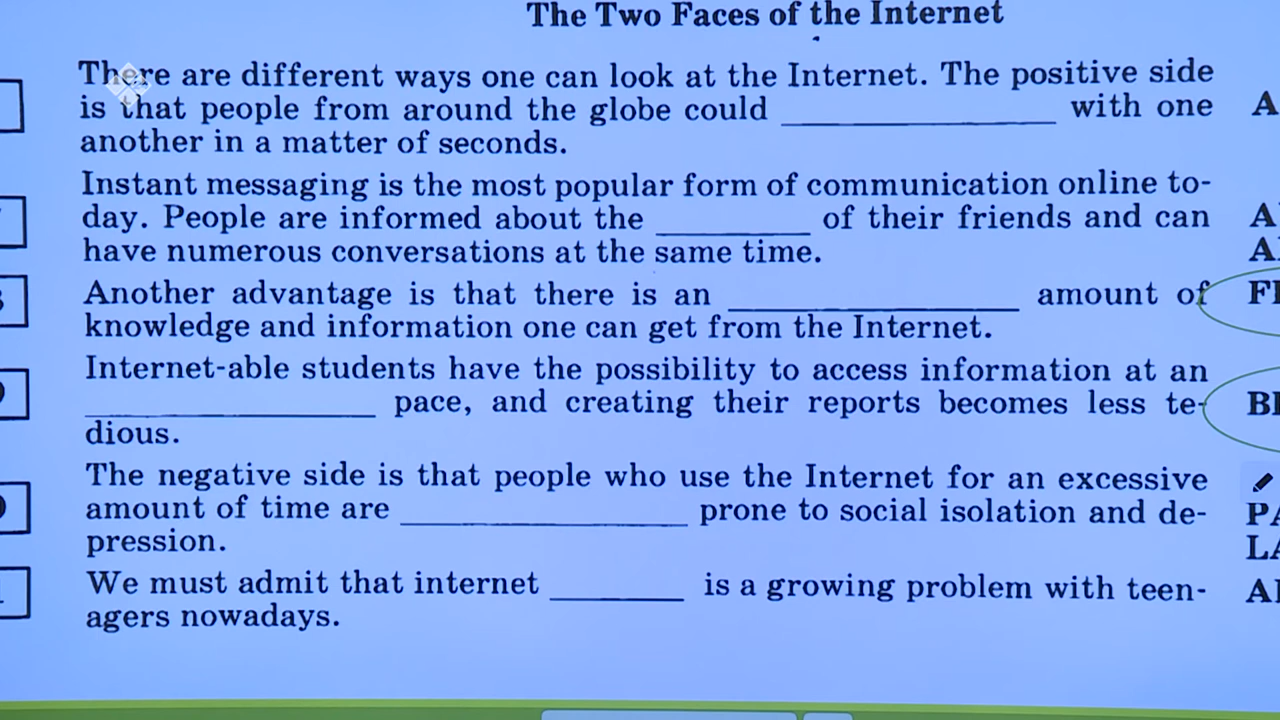 The Two Faces of the Internet
There are different ways one can look at the Internet. The positive side
is that people from around the globe could ______________ with one
another in a matter of seconds.
Instant messaging is the most popular form of communication online to-
day. People are informed about the ________ of their friends and can
have numerous conversations at the same time.
Another advantage is that there is an ______________ amount of
knowledge and information one can get from the Internet.
Internet-able students have the possibility to access information at an
______________ pace, and creating their reports becomes less te-
dious.
The negative side is that people who use the Internet for an excessive
amount of time are ______________ prone to social isolation and de-
pression.
We must admit that internet _______ is a growing problem with teen-
agers nowadays.